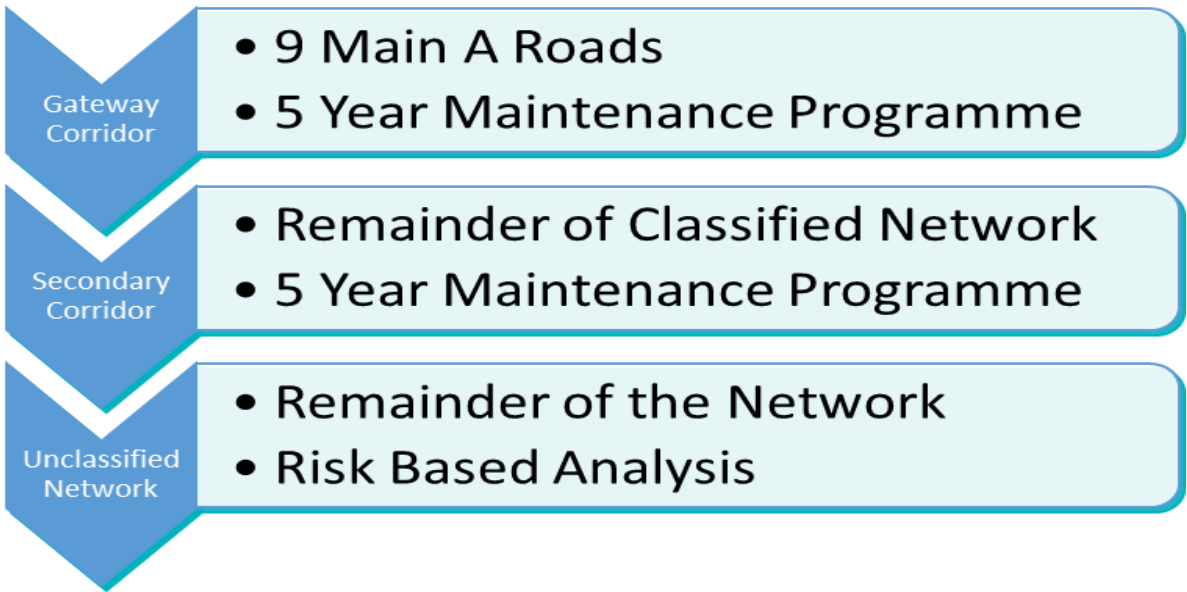 Gateway
Corridor
• 9 Main A Roads
• 5 Year Maintenance Programme
Secondary
Corridor
• Remainder of Classified Network
• 5 Year Maintenance Programme
Unclassified
Network
• Remainder of the Network
• Risk Based Analysis